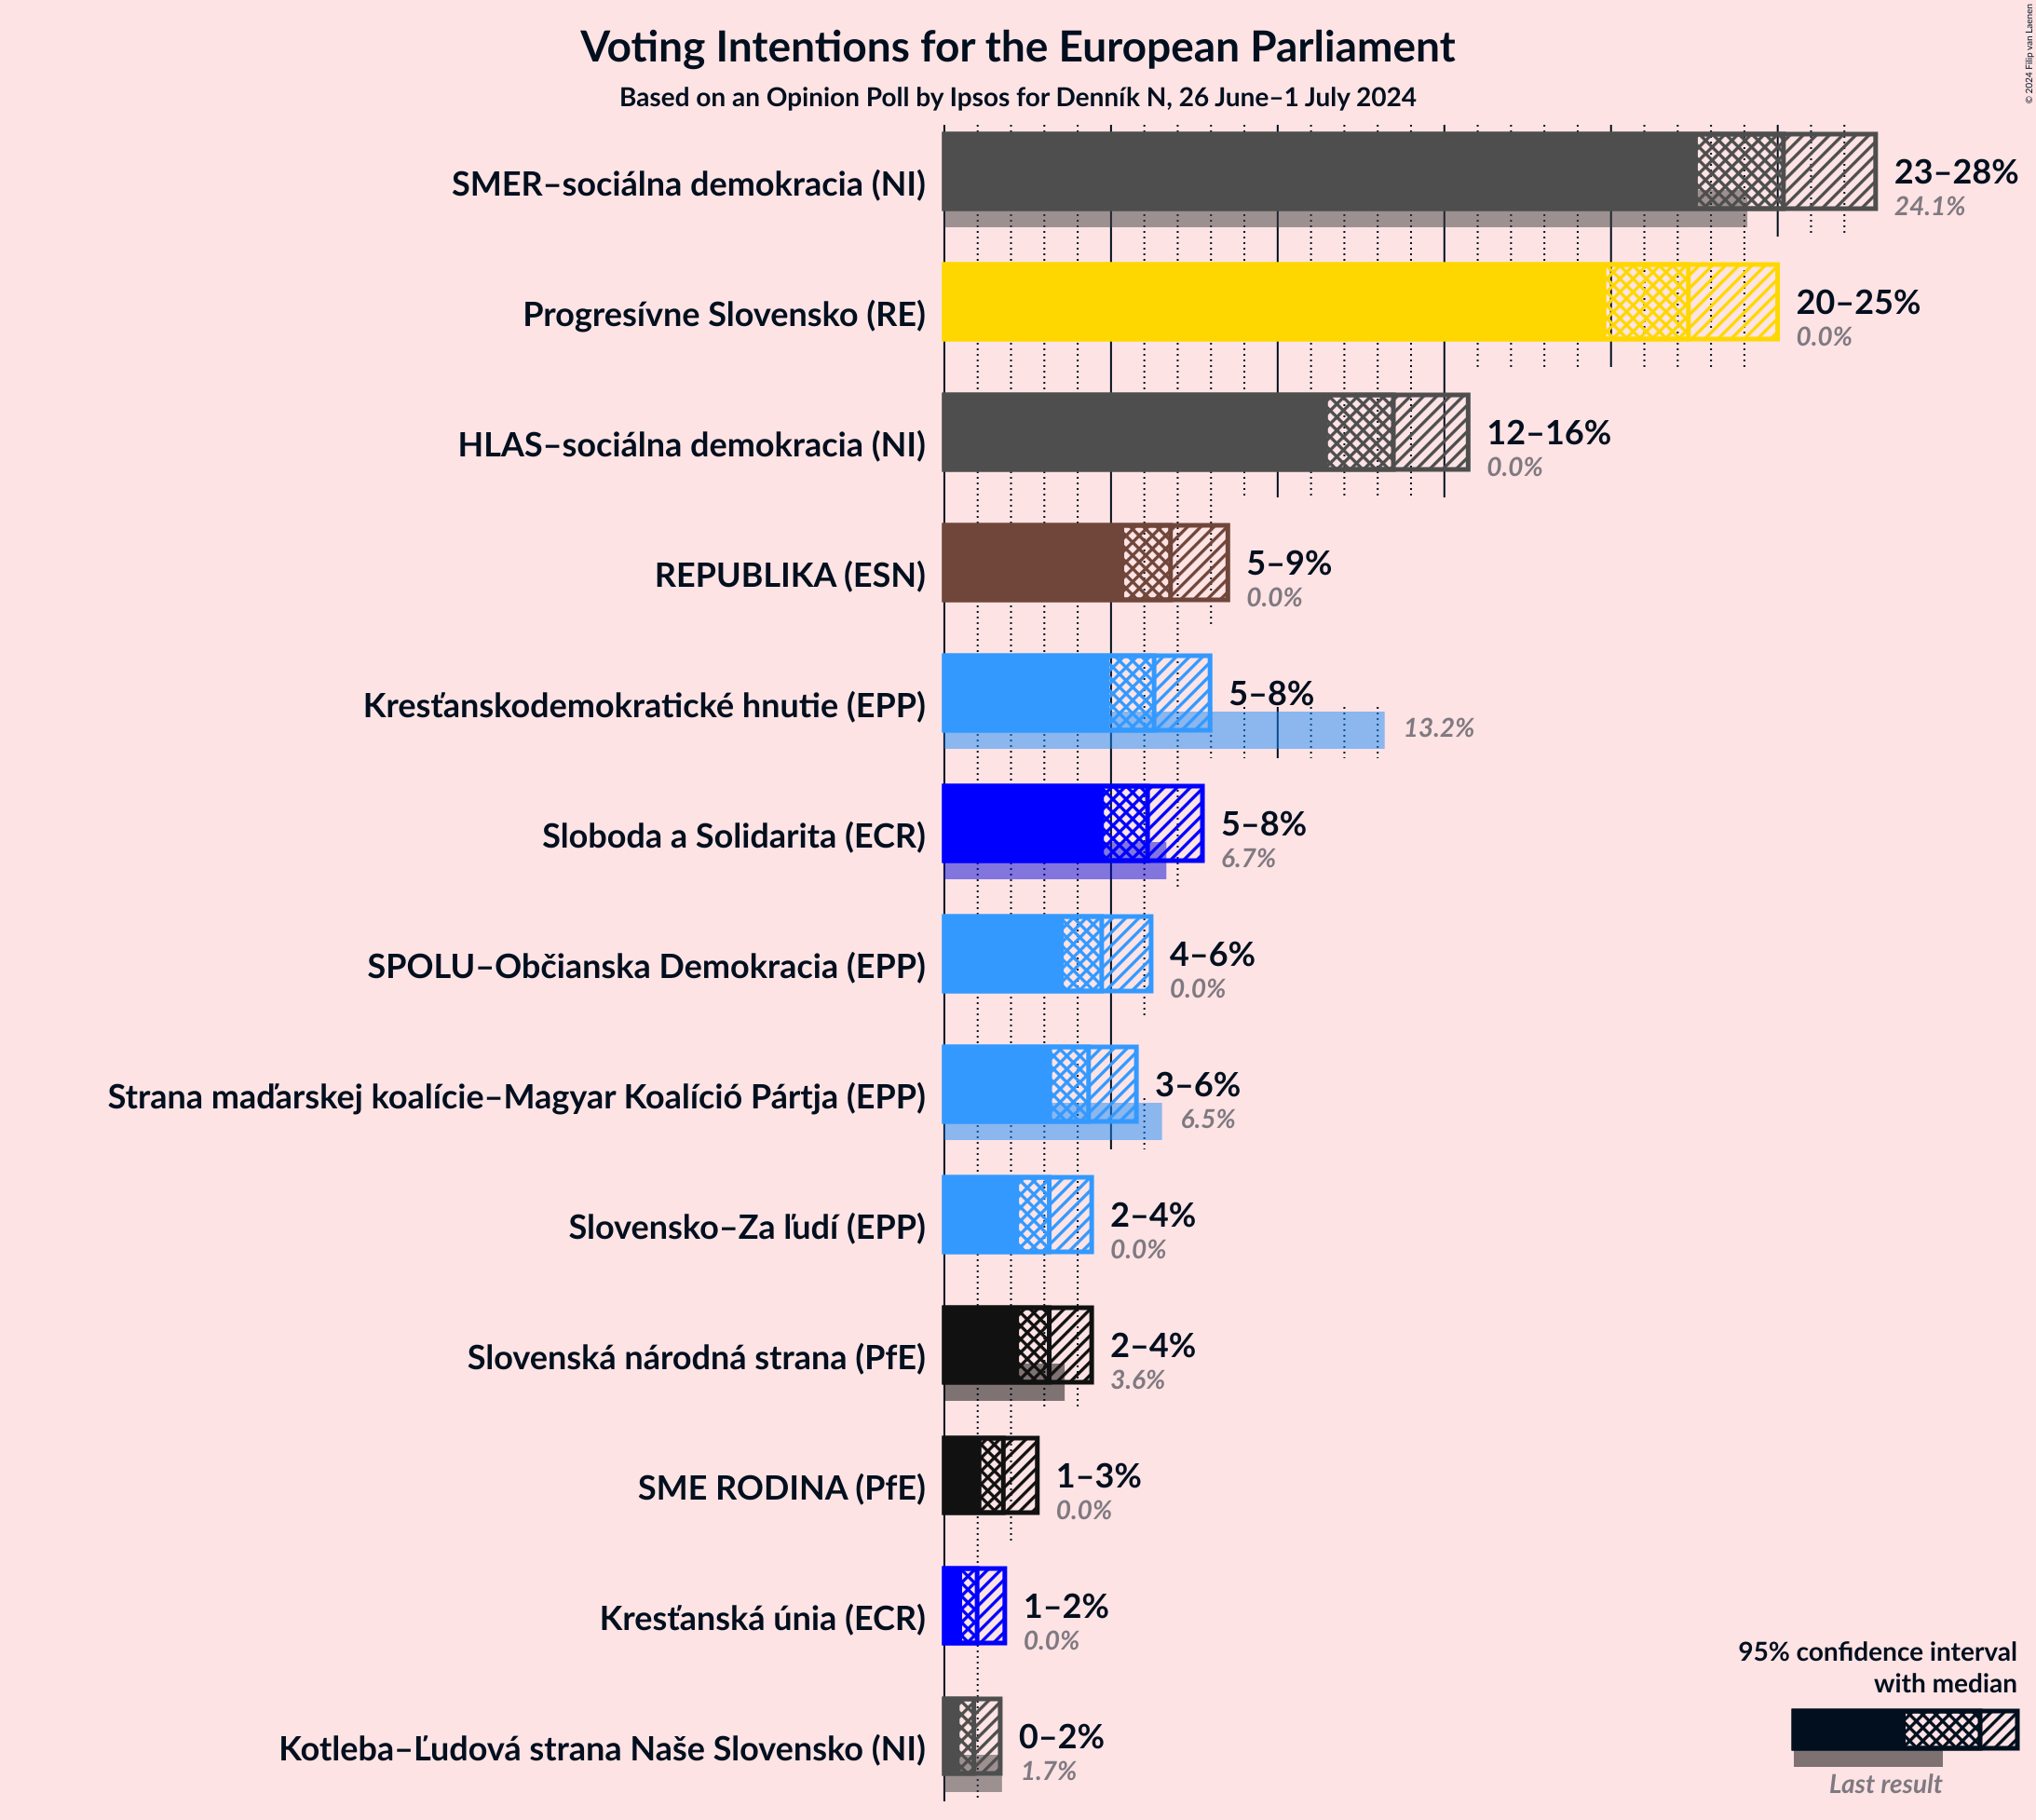 Voting Intentions for the European Parliament
Based on an Opinion Poll by Ipsos for Denník N, 26 June–1 July 2024
© 2024 Filip van Laenen
SMER–sociálna demokracia (NI)
23–28%
24.1%
Progresívne Slovensko (RE)
20–25%
0.0%
HLAS–sociálna demokracia (NI)
12–16%
0.0%
REPUBLIKA (ESN)
5–9%
0.0%
Kresťanskodemokratické hnutie (EPP)
5–8%
13.2%
Sloboda a Solidarita (ECR)
5–8%
6.7%
SPOLU–Občianska Demokracia (EPP)
4–6%
0.0%
Strana maďarskej koalície–Magyar Koalíció Pártja (EPP)
3–6%
6.5%
Slovensko–Za ľudí (EPP)
2–4%
0.0%
Slovenská národná strana (PfE)
2–4%
3.6%
SME RODINA (PfE)
1–3%
0.0%
Kresťanská únia (ECR)
1–2%
0.0%
Kotleba–Ľudová strana Naše Slovensko (NI)
0–2%
1.7%
95% confidence interval
with median
Last result